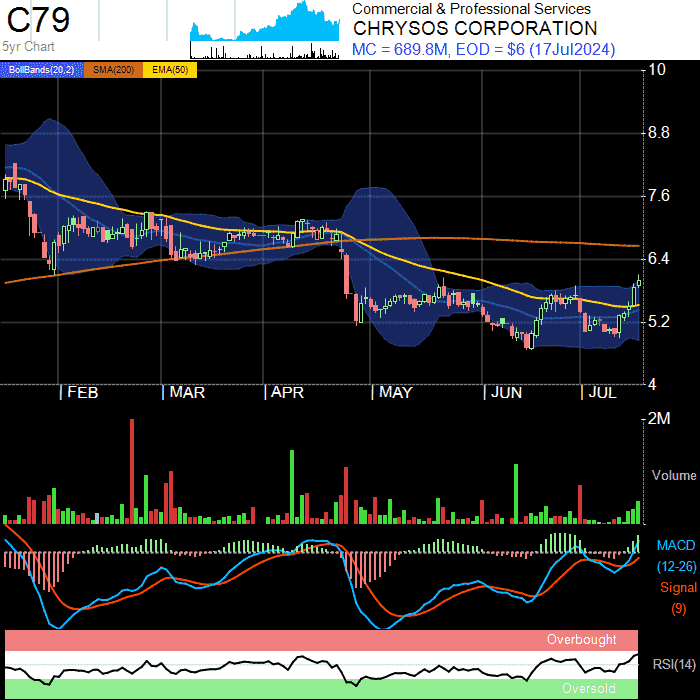 C79
5yr Chart
Commercial & Professional Services
CHRYSOS CORPORATION
MC = 689.8M, EOD = $6 (17Jul2024)
BollBands(20,2) SMA(200) EMA(50)
10
8.8
7.6
6.4
5.2
4
FEB MAR APR MAY JUN JUL
2M
Volume
MACD
(12-26)
Signal
(9)
Overbought
RSI(14)
Oversold